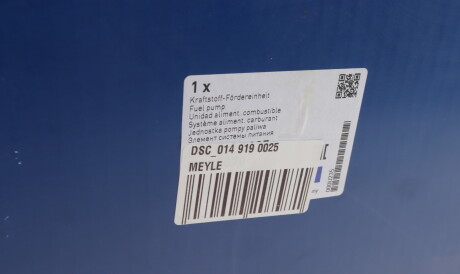 1 x
Kraftstoff-Fördereinheit
Fuel pump
Unidad aliment. combustible
Système aliment. carburant
Jednostka pompy paliwa
Элемент системы питания
DSC_014 919 0025
MEYLE